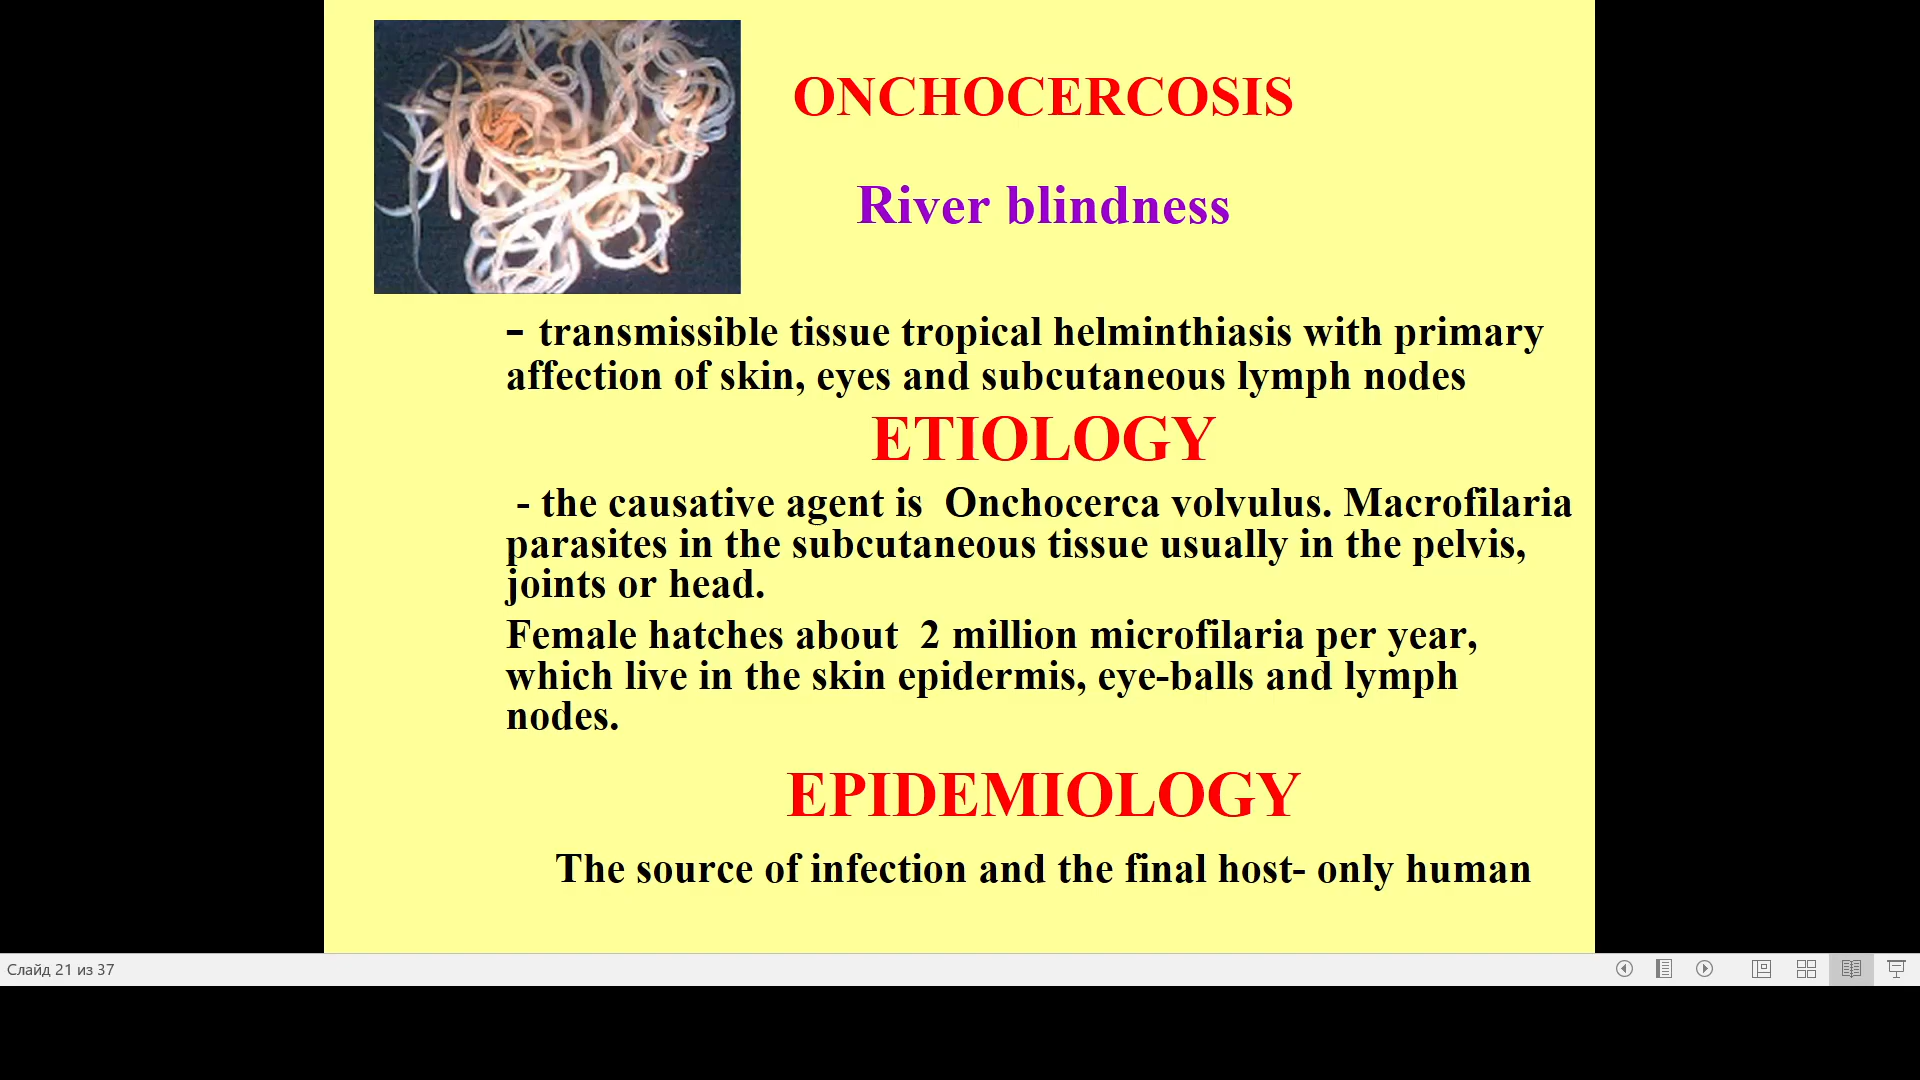 ONCHOCERCOSIS
River blindness
- transmissible tissue tropical helminthiasis with primary
affection of skin, eyes and subcutaneous lymph nodes
ETIOLOGY
- the causative agent is  Onchocerca volvulus. Macrofilaria
parasites in the subcutaneous tissue usually in the pelvis,
joints or head.
Female hatches about  2 million microfilaria per year,
which live in the skin epidermis, eye-balls and lymph
nodes.
EPIDEMIOLOGY
The source of infection and the final host- only human
Слайд 21 из 37